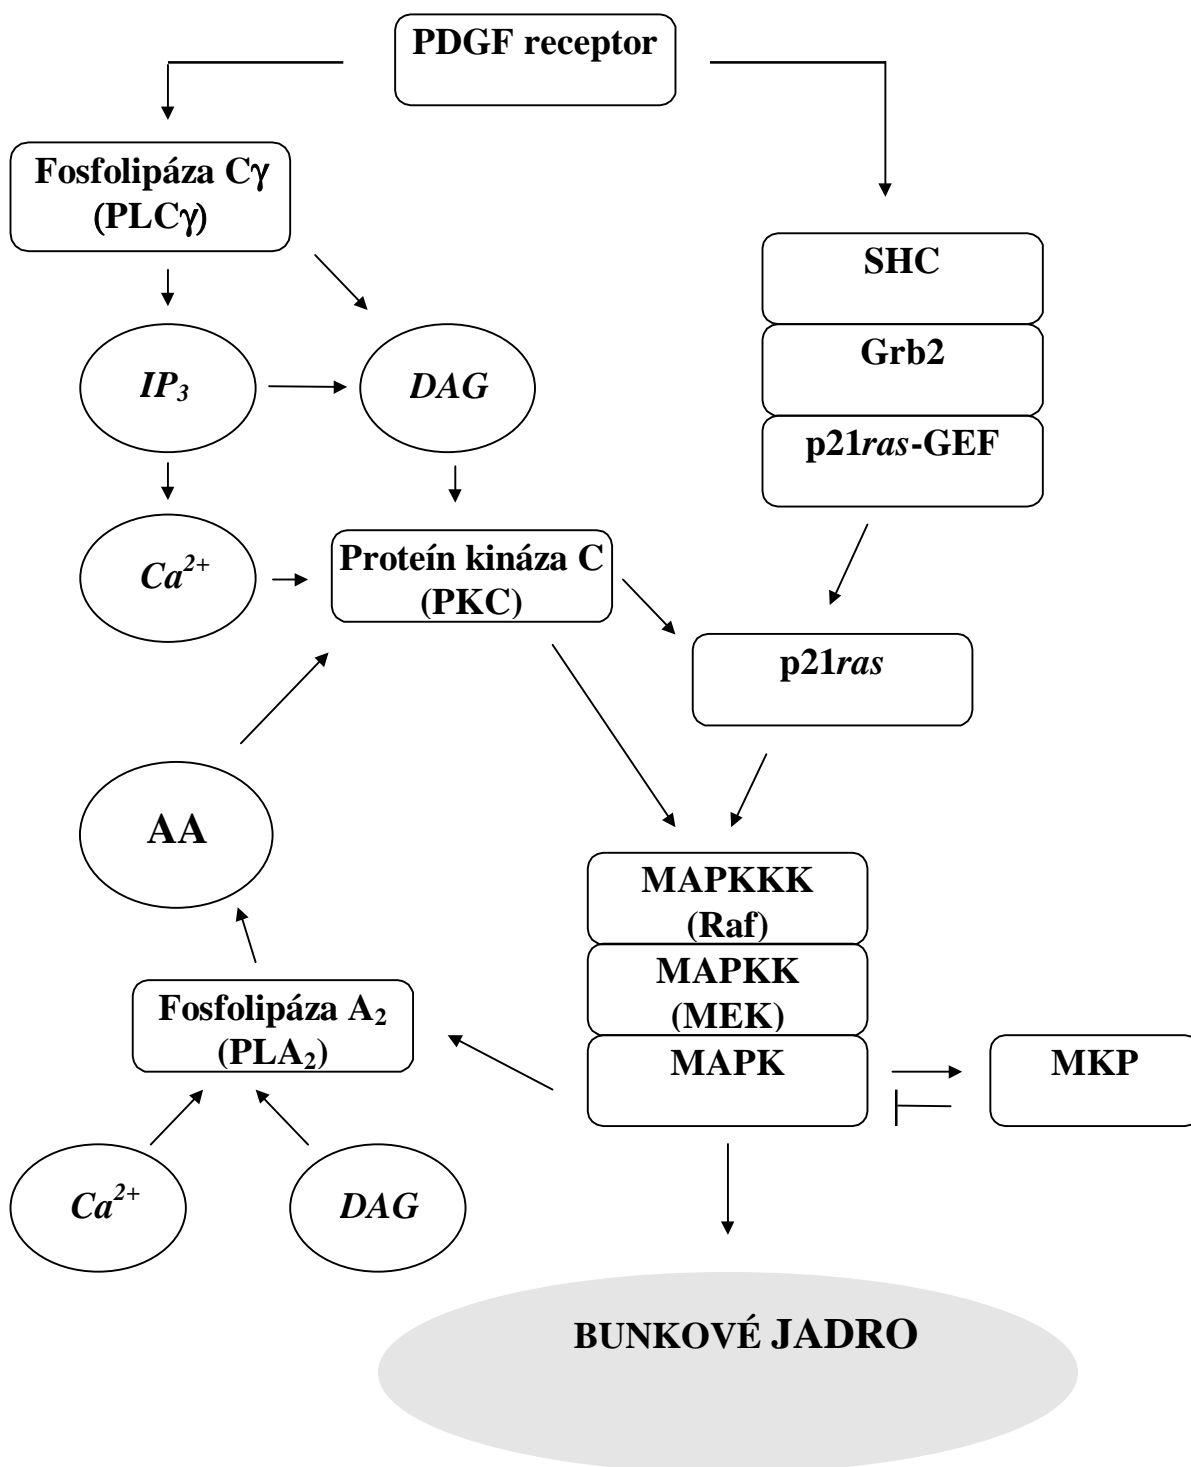 PDGF receptor
Fosfolipáza Cγ
(PLCγ)
SHC
Grb2
p21ras-GEF
IP₃
DAG
Ca²⁺
Proteín kináza C
(PKC)
p21ras
AA
MAPKKK
(Raf)
MAPKK
(MEK)
MAPK
MKP
Fosfolipáza A₂
(PLA₂)
Ca²⁺
DAG
BUNKOVÉ JADRO